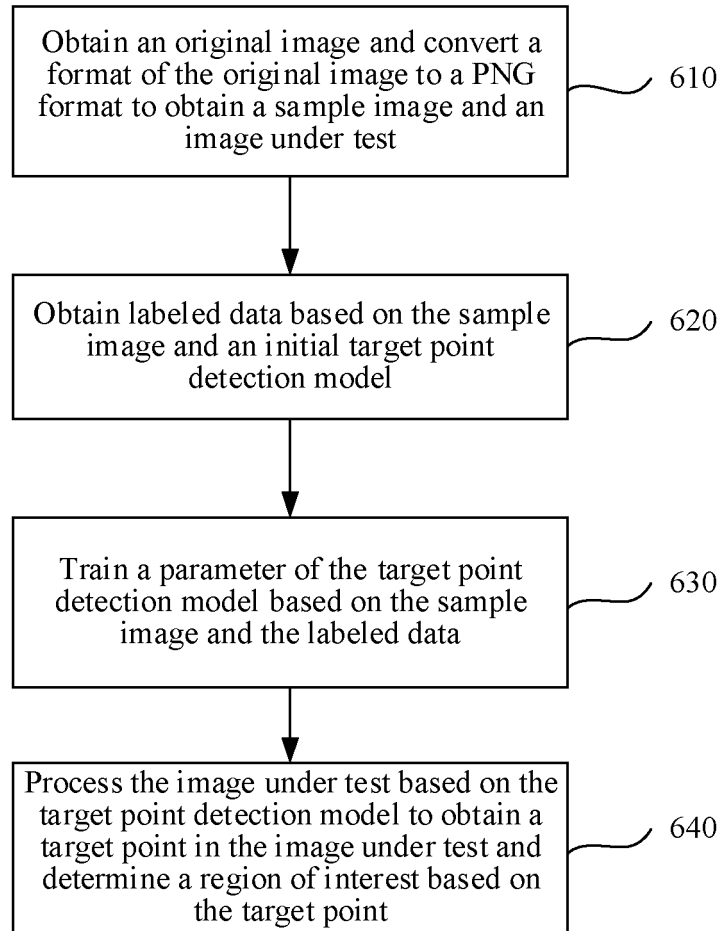 Obtain an original image and convert a
format of the original image to a PNG
format to obtain a sample image and an
image under test
610
Obtain labeled data based on the sample
image and an initial target point
detection model
620
Train a parameter of the target point
detection model based on the sample
image and the labeled data
630
Process the image under test based on the
target point detection model to obtain a
target point in the image under test and
determine a region of interest based on
the target point
640